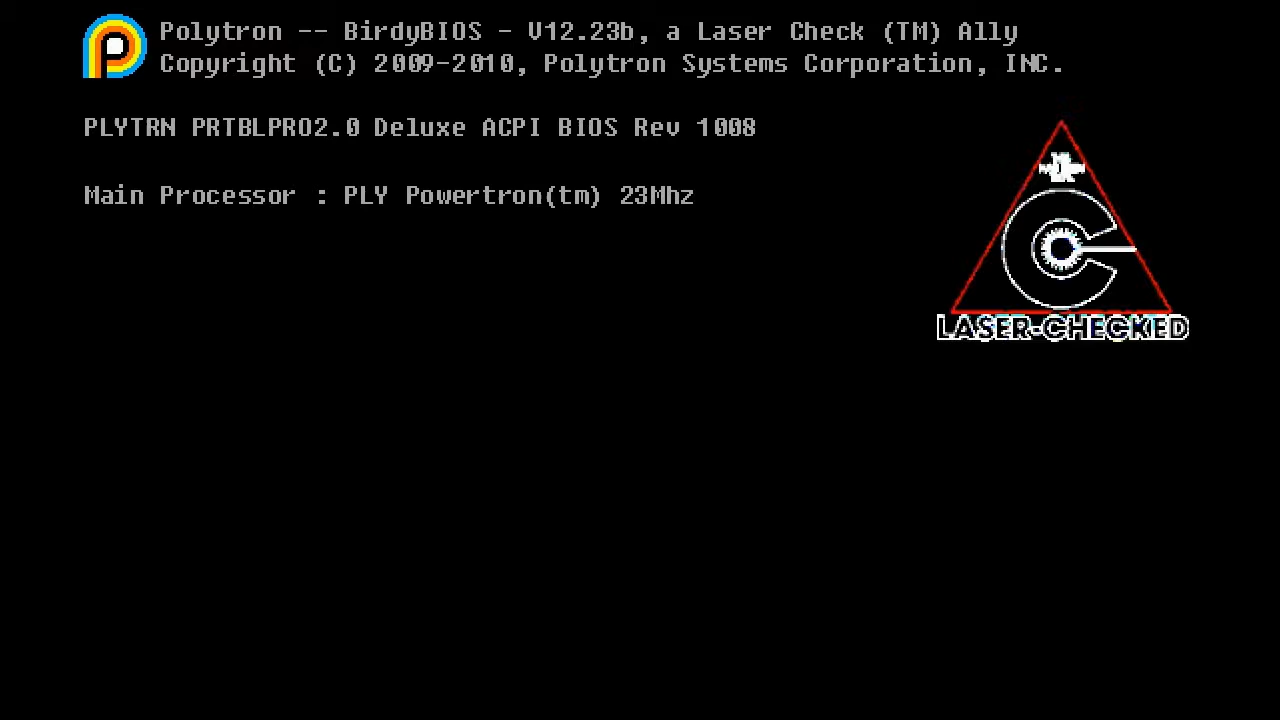 Polytron -- BirdyBIOS - V12.23b, a Laser Check (TM) Ally
Copyright (C) 2009-2010, Polytron Systems Corporation, INC.
PLYTRN PRTBLPRO2.0 Deluxe ACPI BIOS Rev 1008
Main Processor : PLY Powertron(tm) 23Mhz
LASER-CHECKED